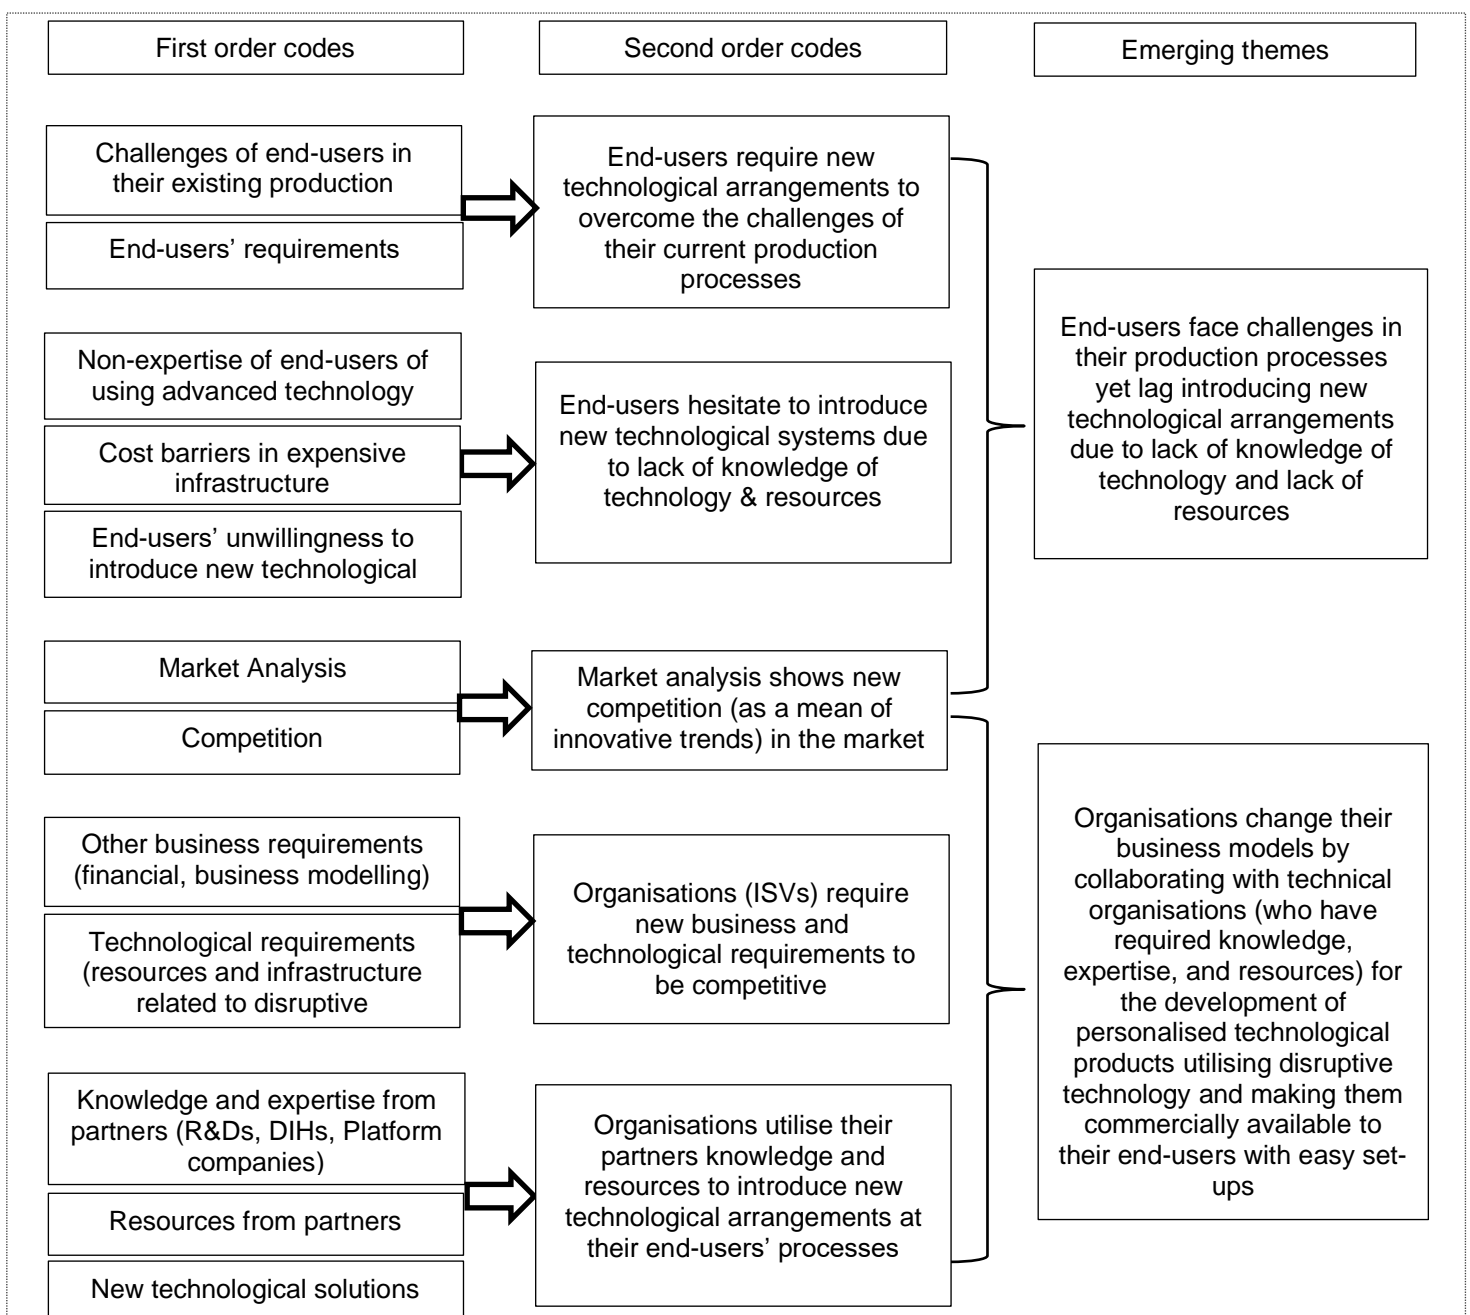 First order codes
Second order codes
Emerging themes
Challenges of end-users in
their existing production
End-users' requirements
End-users require new
technological arrangements to
overcome the challenges of
their current production
processes
Non-expertise of end-users of
using advanced technology
Cost barriers in expensive
infrastructure
End-users' unwillingness to
introduce new technological
End-users hesitate to introduce
new technological systems due
to lack of knowledge of
technology & resources
End-users face challenges in
their production processes
yet lag introducing new
technological arrangements
due to lack of knowledge of
technology and lack of
resources
Market Analysis
Competition
Market analysis shows new
competition (as a mean of
innovative trends) in the market
Other business requirements
(financial, business modelling)
Technological requirements
(resources and infrastructure
related to disruptive
Organisations (ISVs) require
new business and
technological requirements to
be competitive
Knowledge and expertise from
partners (R&Ds, DIHs, Platform
companies)
Resources from partners
New technological solutions
Organisations utilise their
partners knowledge and
resources to introduce new
technological arrangements at
their end-users' processes
Organisations change their
business models by
collaborating with technical
organisations (who have
required knowledge,
expertise, and resources) for
the development of
personalised technological
products utilising disruptive
technology and making them
commercially available to
their end-users with easy set-
ups